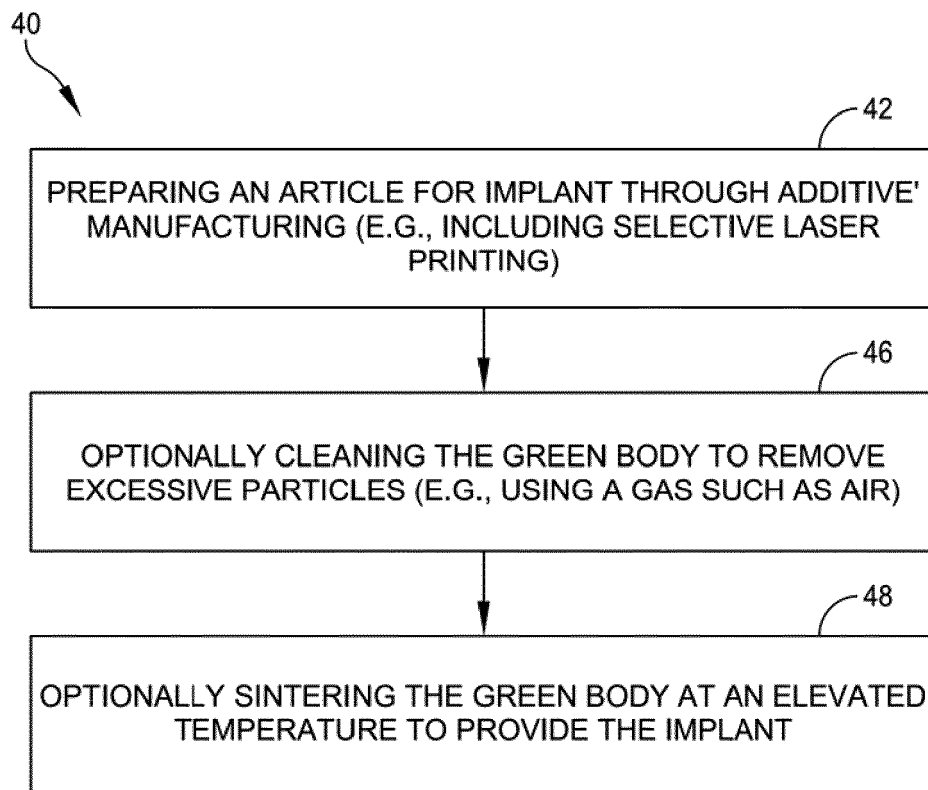 40
42
PREPARING AN ARTICLE FOR IMPLANT THROUGH ADDITIVE'
MANUFACTURING (E.G., INCLUDING SELECTIVE LASER
PRINTING)
46
OPTIONALLY CLEANING THE GREEN BODY TO REMOVE
EXCESSIVE PARTICLES (E.G., USING A GAS SUCH AS AIR)
48
OPTIONALLY SINTERING THE GREEN BODY AT AN ELEVATED
TEMPERATURE TO PROVIDE THE IMPLANT